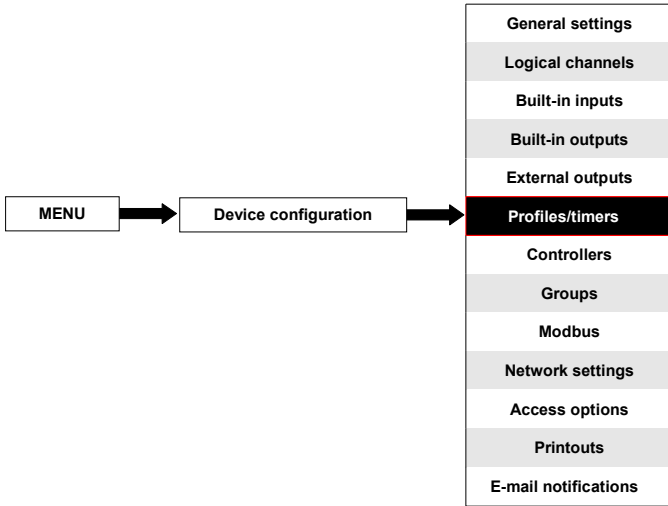 General settings
Logical channels
Built-in inputs
Built-in outputs
External outputs
MENU
Device configuration
Profiles/timers
Controllers
Groups
Modbus
Network settings
Access options
Printouts
E-mail notifications